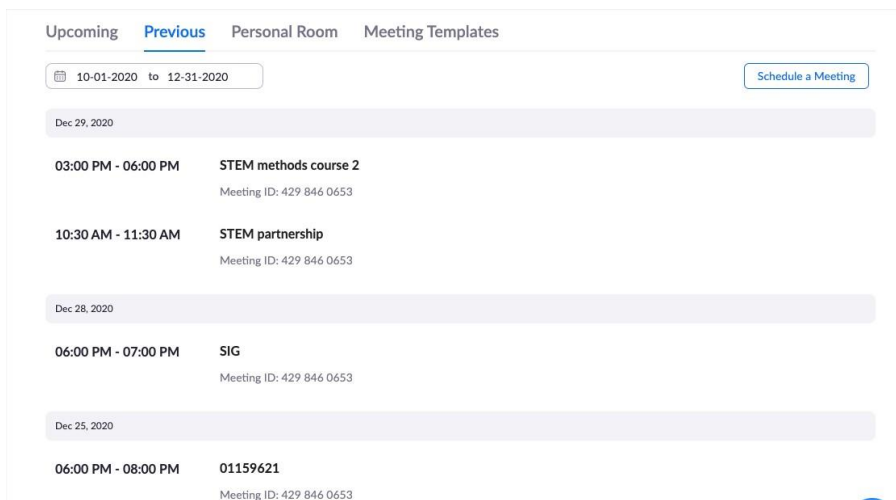 Upcoming Previous Personal Room Meeting Templates
10-01-2020 to 12-31-2020 Schedule a Meeting
Dec 29, 2020
03:00 PM - 06:00 PM STEM methods course 2
Meeting ID: 429 846 0653
10:30 AM - 11:30 AM STEM partnership
Meeting ID: 429 846 0653
Dec 28, 2020
06:00 PM - 07:00 PM SIG
Meeting ID: 429 846 0653
Dec 25, 2020
06:00 PM - 08:00 PM 01159621
Meeting ID: 429 846 0653